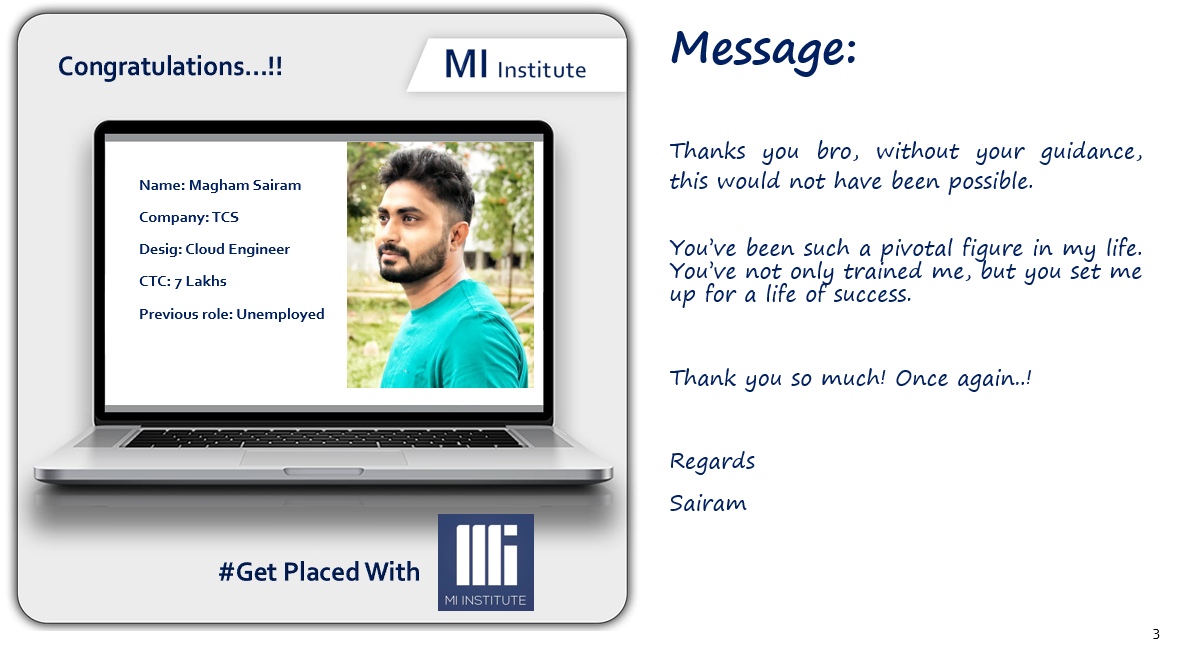 Congratulations...!!
MI Institute
Name: Magham Sairam
Company: TCS
Desig: Cloud Engineer
CTC: 7 Lakhs
Previous role: Unemployed
#Get Placed With
MI INSTITUTE
Message:
Thanks you bro, without your guidance,
this would not have been possible.
You’ve been such a pivotal figure in my life.
You’ve not only trained me, but you set me
up for a life of success.
Thank you so much! Once again..!
Regards
Sairam
3